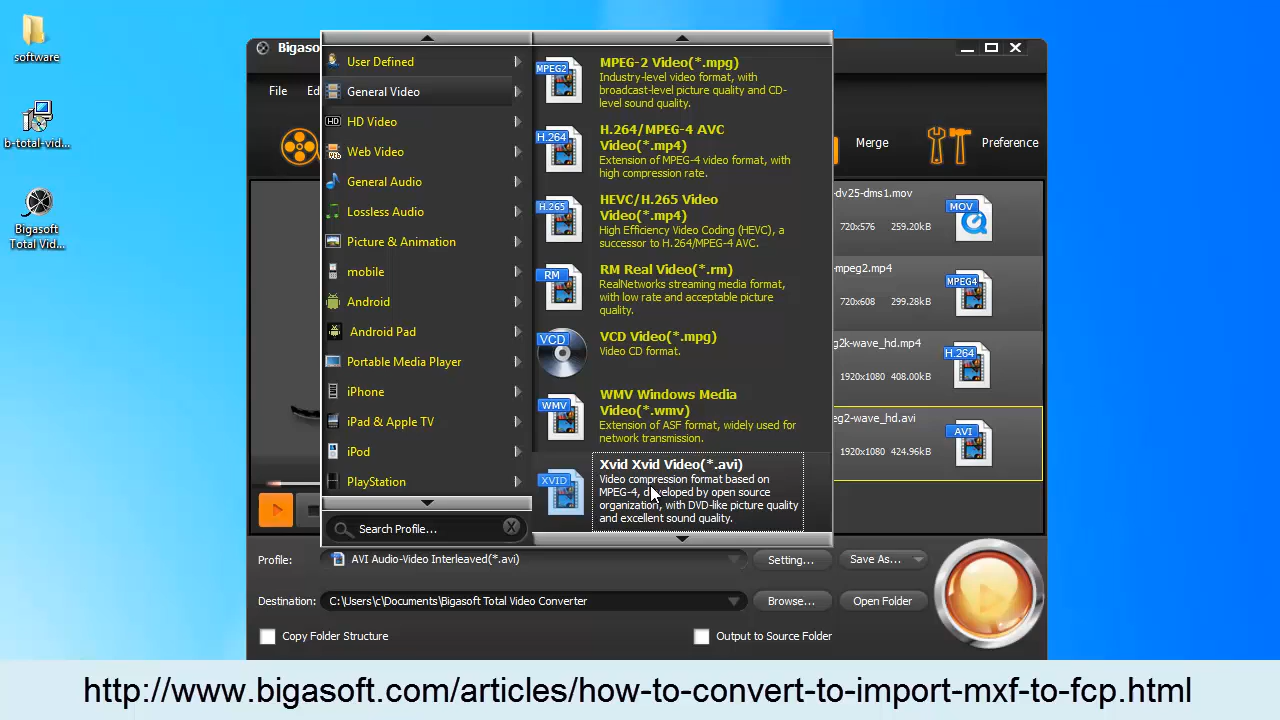 software
b-total-vid...
Bigasoft
Total Vid...
Bigaso
File
Ed
User Defined
General Video
HD Video
Web Video
General Audio
Lossless Audio
Picture & Animation
mobile
Android
Android Pad
Portable Media Player
iPhone
iPad & Apple TV
iPod
PlayStation
Search Profile...
MPEG2
MPEG-2 Video(*.mpg)
Industry-level video format, with
broadcast-level picture quality and CD-
level sound quality.
H.264
H.264/MPEG-4 AVC
Video(*.mp4)
Extension of MPEG-4 video format, with
high compression rate.
H.265
HEVC/H.265 Video
Video(*.mp4)
High Efficiency Video Coding (HEVC), a
successor to H.264/MPEG-4 AVC.
RM
RM Real Video(*.rm)
RealNetworks streaming media format,
with low rate and acceptable picture
quality.
VCD
VCD Video(*.mpg)
Video CD format.
WMV
WMV Windows Media
Video(*.wmv)
Extension of ASF format, widely used for
network transmission.
XVID
Xvid Xvid Video(*.avi)
Video compression format based on
MPEG-4, developed by open source
organization, with DVD-like picture quality
and excellent sound quality.
Merge
Preference
-dv25-dms1.mov
720x576 259.20kB
MOV
-mpeg2.mp4
720x608 299.28kB
MPEG4
g2k-wave_hd.mp4
1920x1080 408.00kB
H.264
eg2-wave_hd.avi
1920x1080 424.96kB
AVI
Profile:
AVI Audio-Video Interleaved(*.avi)
Setting...
Save As...
Destination:
C:\Users\c\Documents\Bigasoft Total Video Converter
Browse...
Open Folder
Copy Folder Structure
Output to Source Folder
http://www.bigasoft.com/articles/how-to-convert-to-import-mxf-to-fcp.html